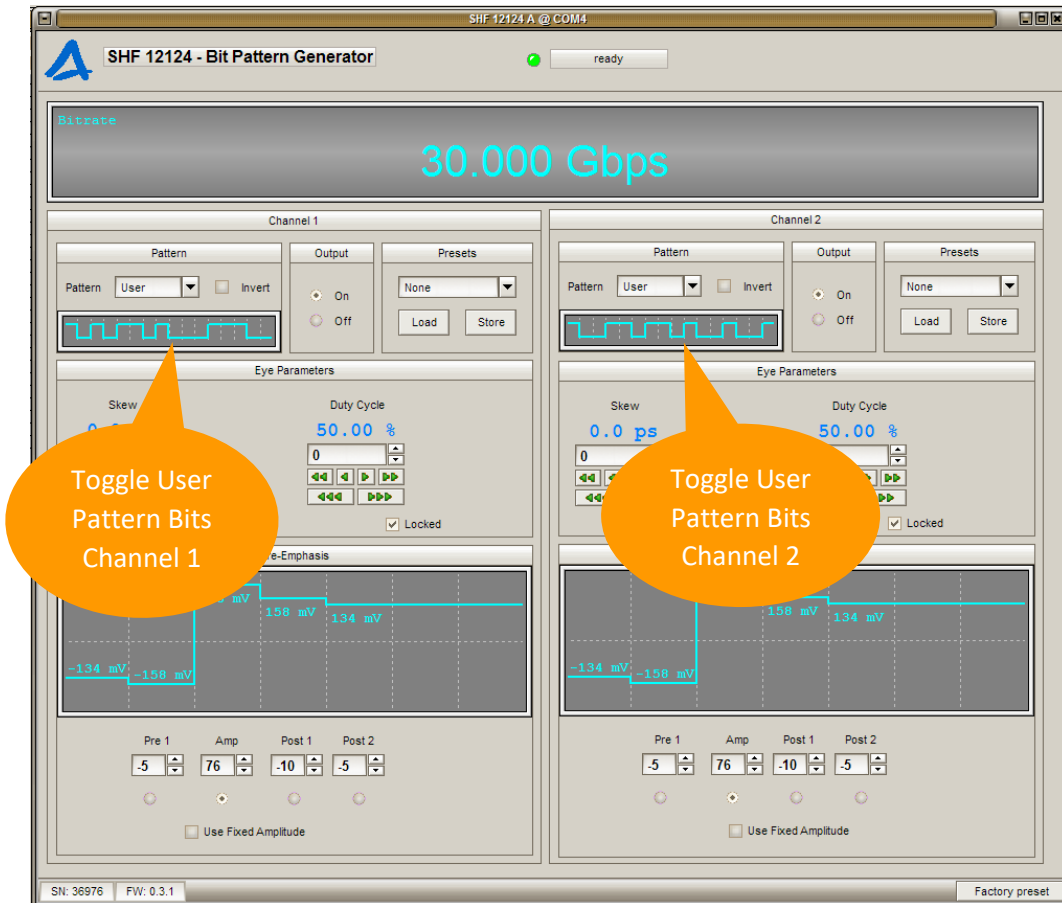 SHF 12124 A @ COM4
SHF 12124 - Bit Pattern Generator
ready
Bitrate
30.000 Gbps
Channel 1
Pattern
Output
Presets
Pattern User Invert
On
Off
None
Load Store
Eye Parameters
Skew
Duty Cycle
50.00 %
0
Locked
Toggle User
Pattern Bits
Channel 1
-Emphasis
mV
158 mV
134 mV
-134 mV
-158 mV
Pre 1 Amp Post 1 Post 2
-5 76 -10 -5
Use Fixed Amplitude
Channel 2
Pattern
Output
Presets
Pattern User Invert
On
Off
None
Load Store
Eye Parameters
Skew
Duty Cycle
0.0 ps
50.00 %
0
Locked
Toggle User
Pattern Bits
Channel 2
158 mV
134 mV
-134 mV
-158 mV
Pre 1 Amp Post 1 Post 2
-5 76 -10 -5
Use Fixed Amplitude
SN: 36976 FW: 0.3.1
Factory preset